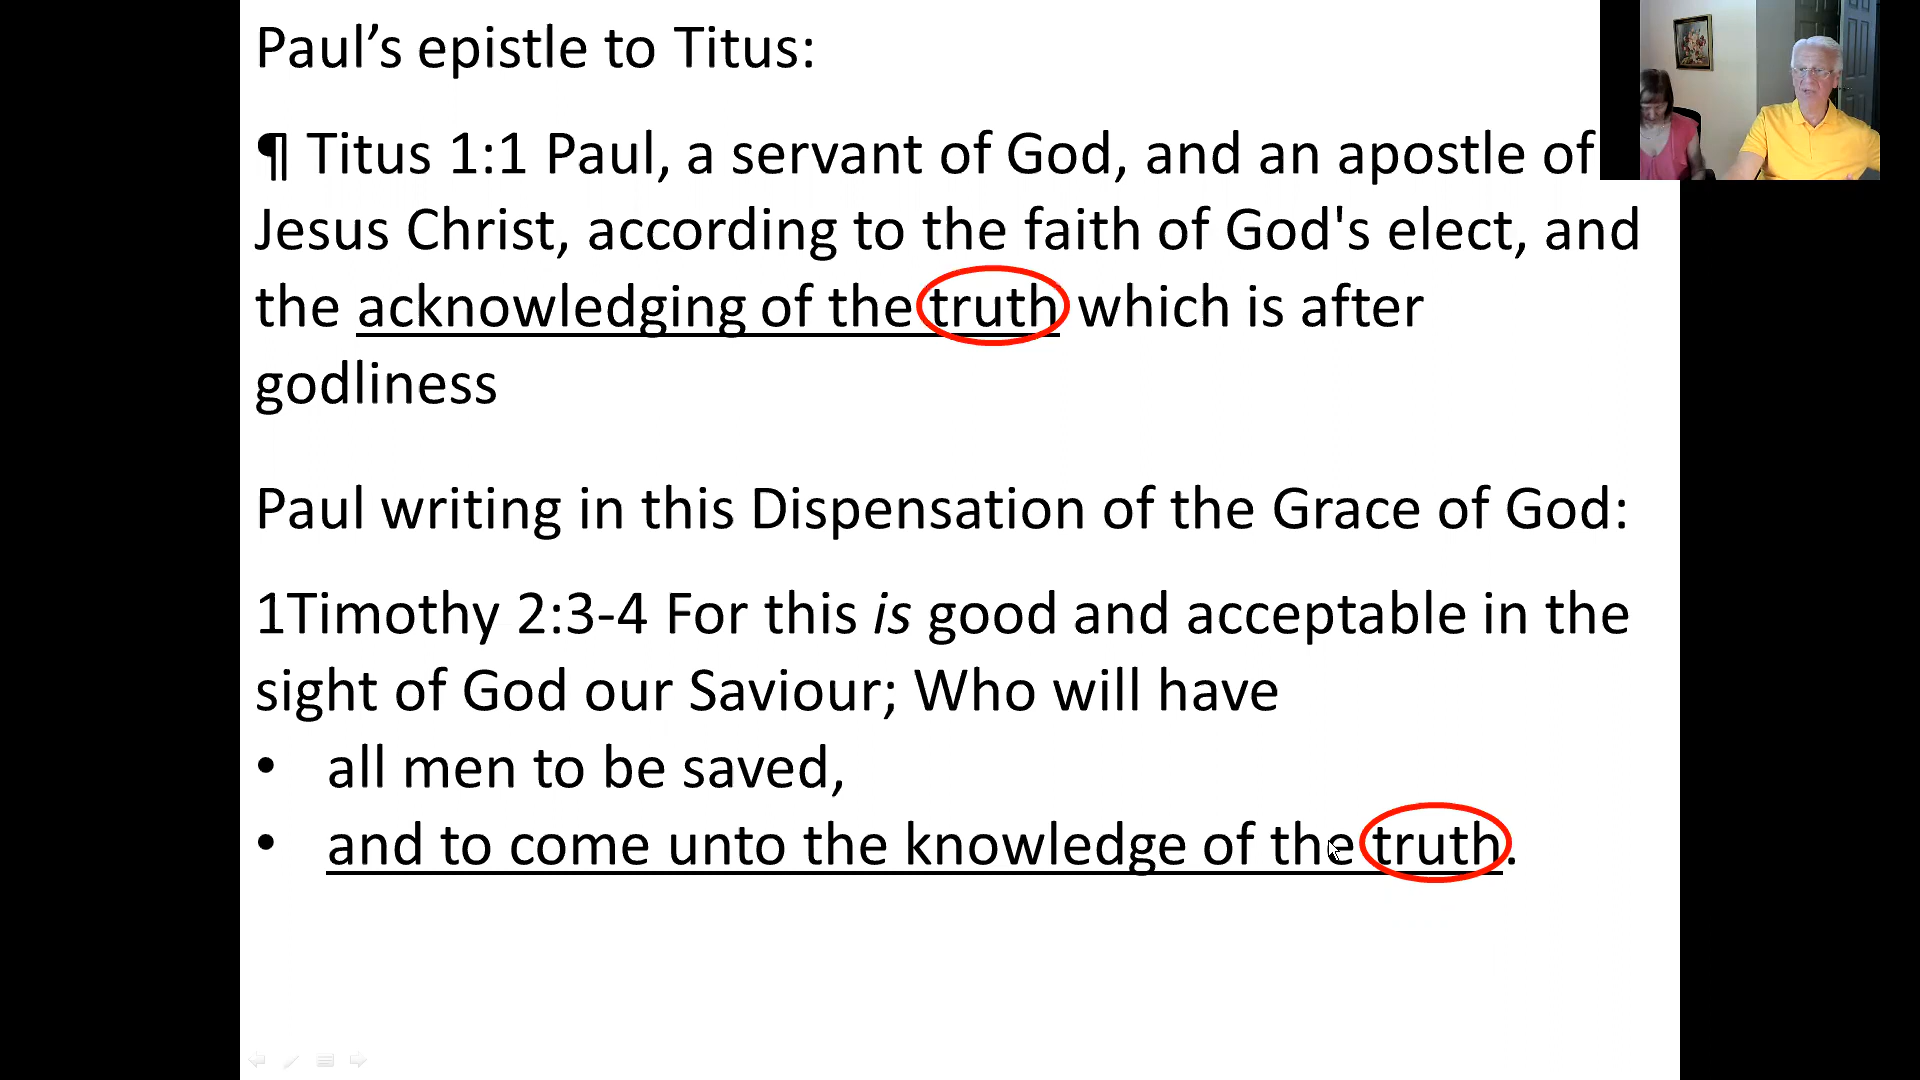 Paul’s epistle to Titus:
¶ Titus 1:1 Paul, a servant of God, and an apostle of
Jesus Christ, according to the faith of God's elect, and
the acknowledging of the truth which is after
godliness
Paul writing in this Dispensation of the Grace of God:
1Timothy 2:3-4 For this is good and acceptable in the
sight of God our Saviour; Who will have
• all men to be saved,
• and to come unto the knowledge of the truth.